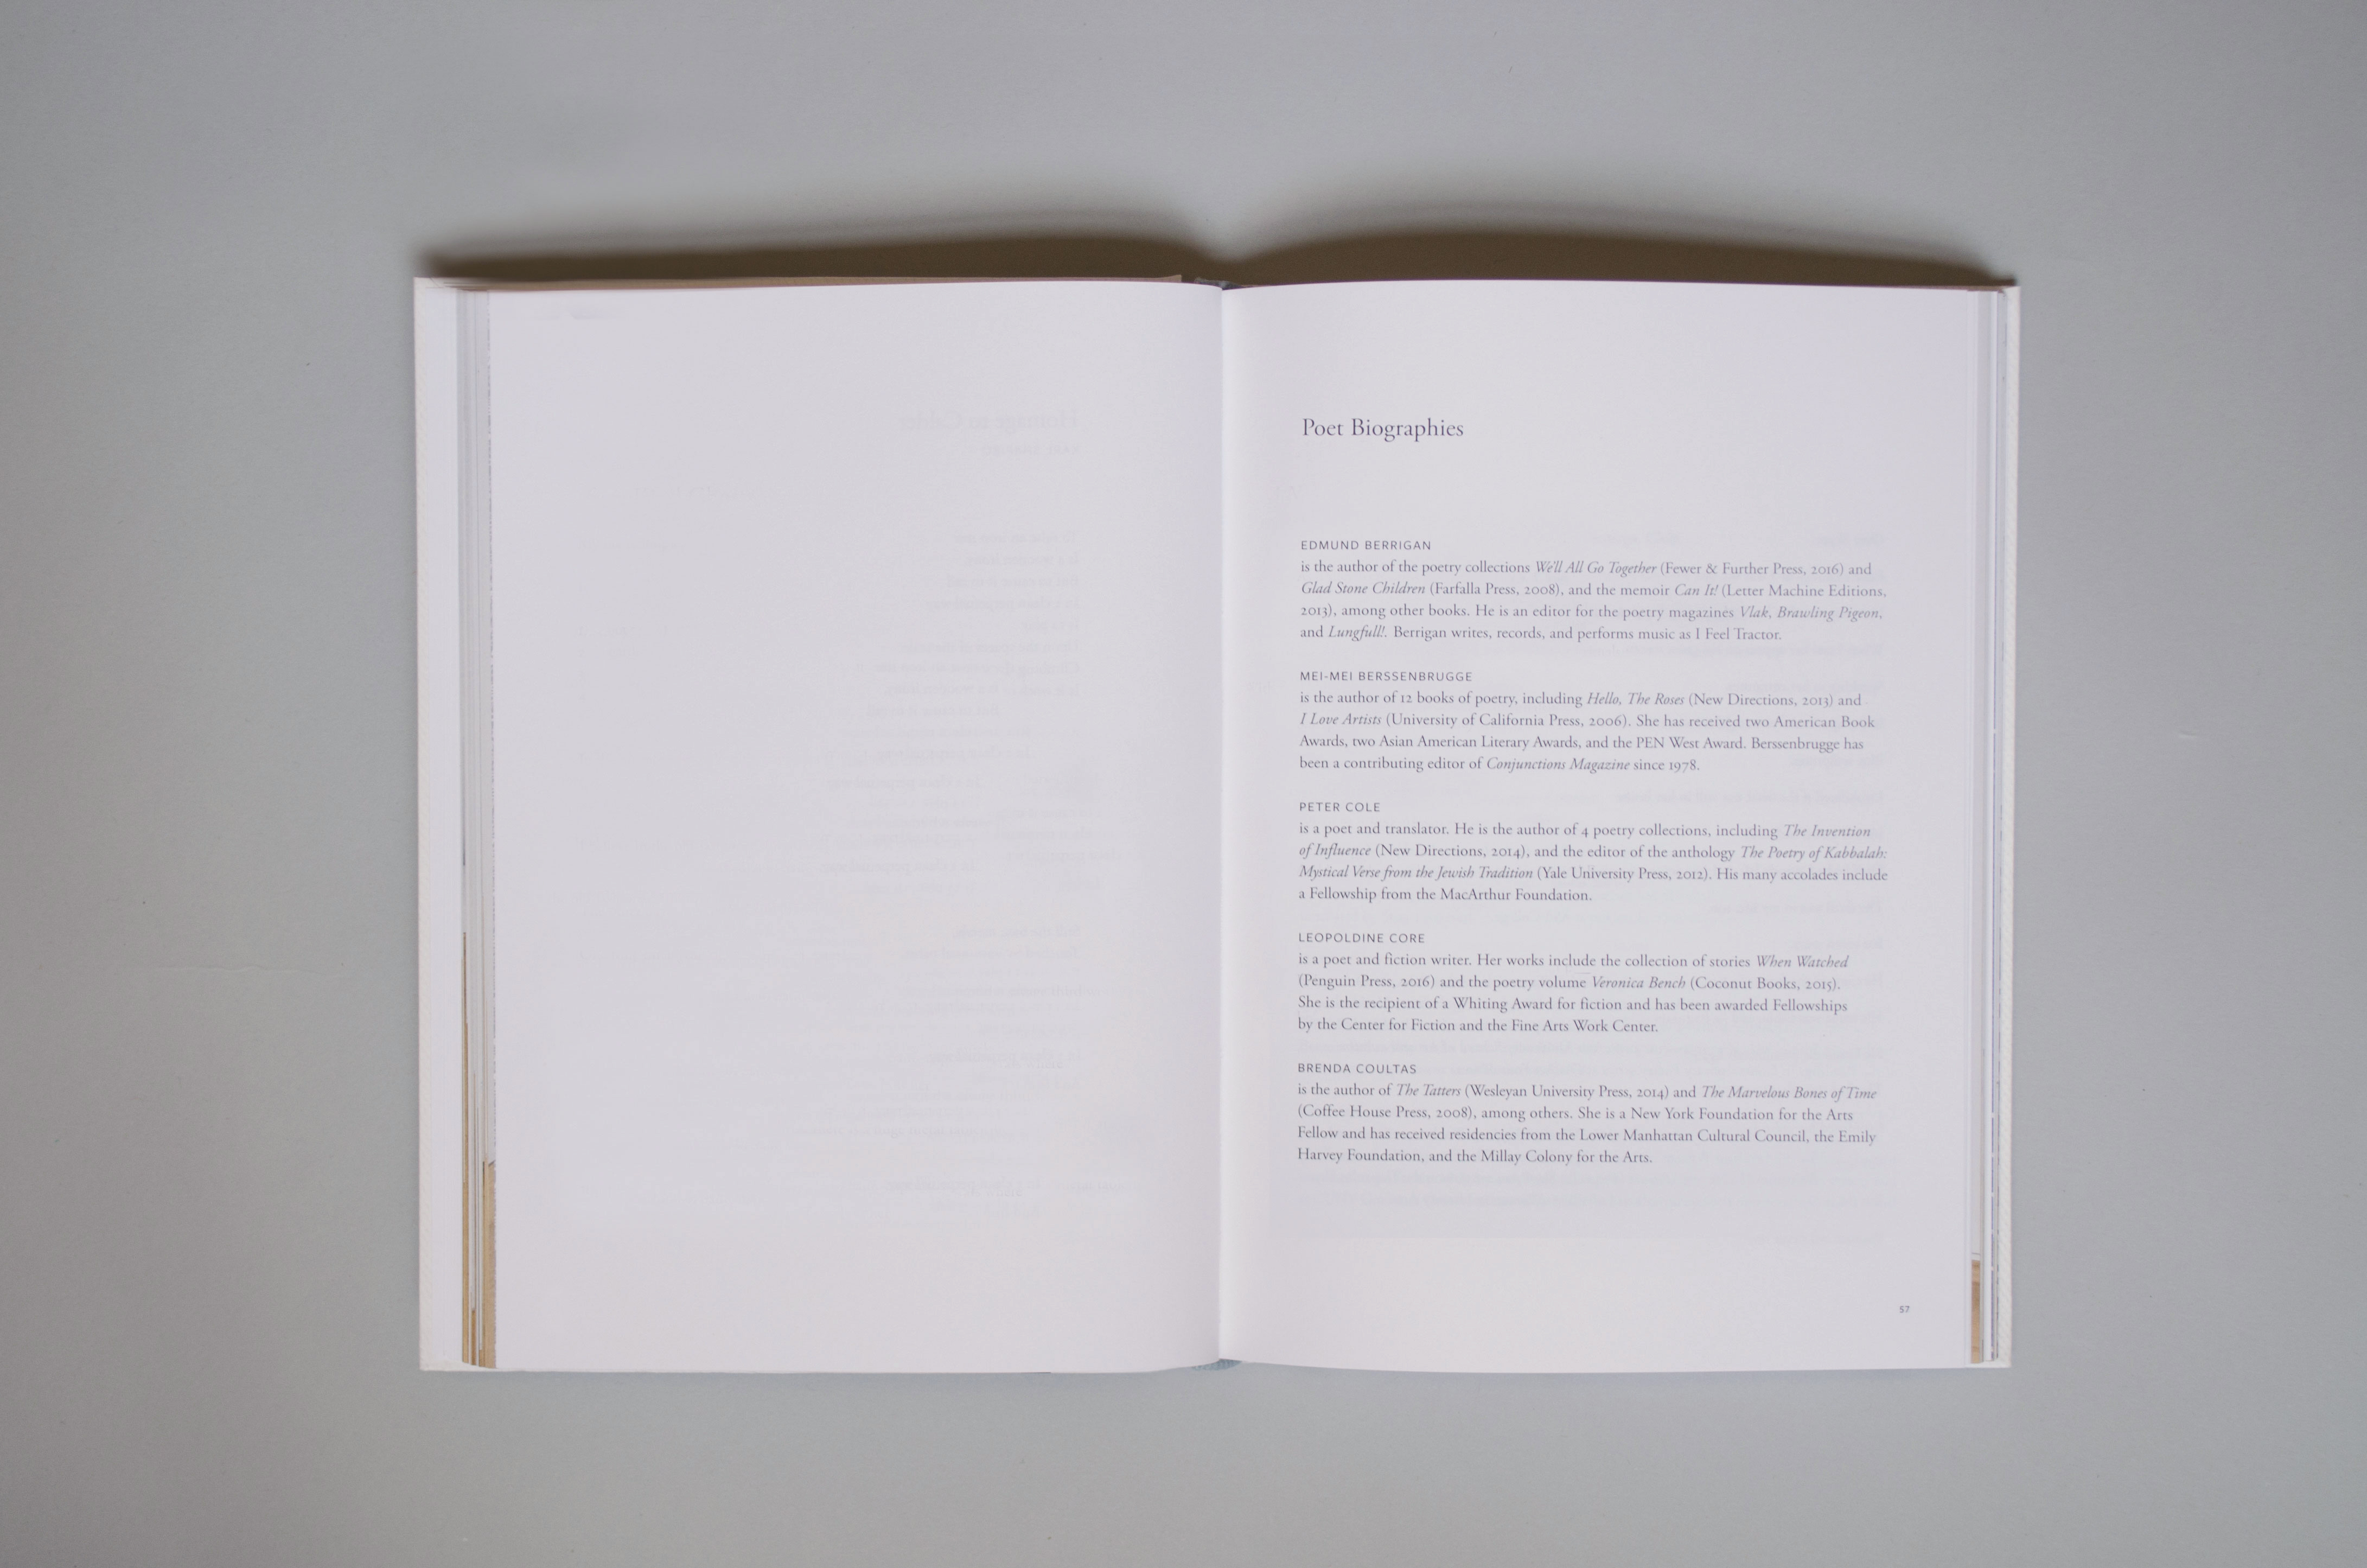 Poet Biographies
EDMUND BERRIGAN
is the author of the poetry collections We'll All Go Together (Fewer & Further Press, 2016) and
Glad Stone Children (Farfalla Press, 2008), and the memoir Can It! (Letter Machine Editions,
2013), among other books. He is an editor for the poetry magazines Vlak, Brawling Pigeon,
and Lungfull!. Berrigan writes, records, and performs music as I Feel Tractor.
MEI-MEI BERSSENBRUGGE
is the author of 12 books of poetry, including Hello, The Roses (New Directions, 2013) and
I Love Artists (University of California Press, 2006). She has received two American Book
Awards, two Asian American Literary Awards, and the PEN West Award. Berssenbrugge has
been a contributing editor of Conjunctions Magazine since 1978.
PETER COLE
is a poet and translator. He is the author of 4 poetry collections, including The Invention
of Influence (New Directions, 2014), and the editor of the anthology The Poetry of Kabbalah:
Mystical Verse from the Jewish Tradition (Yale University Press, 2012). His many accolades include
a Fellowship from the MacArthur Foundation.
LEOPOLDINE CORE
is a poet and fiction writer. Her works include the collection of stories When Watched
(Penguin Press, 2016) and the poetry volume Veronica Bench (Coconut Books, 2015).
She is the recipient of a Whiting Award for fiction and has been awarded Fellowships
by the Center for Fiction and the Fine Arts Work Center.
BRENDA COULTAS
is the author of The Tatters (Wesleyan University Press, 2014) and The Marvelous Bones of Time
(Coffee House Press, 2008), among others. She is a New York Foundation for the Arts
Fellow and has received residencies from the Lower Manhattan Cultural Council, the Emily
Harvey Foundation, and the Millay Colony for the Arts.
57